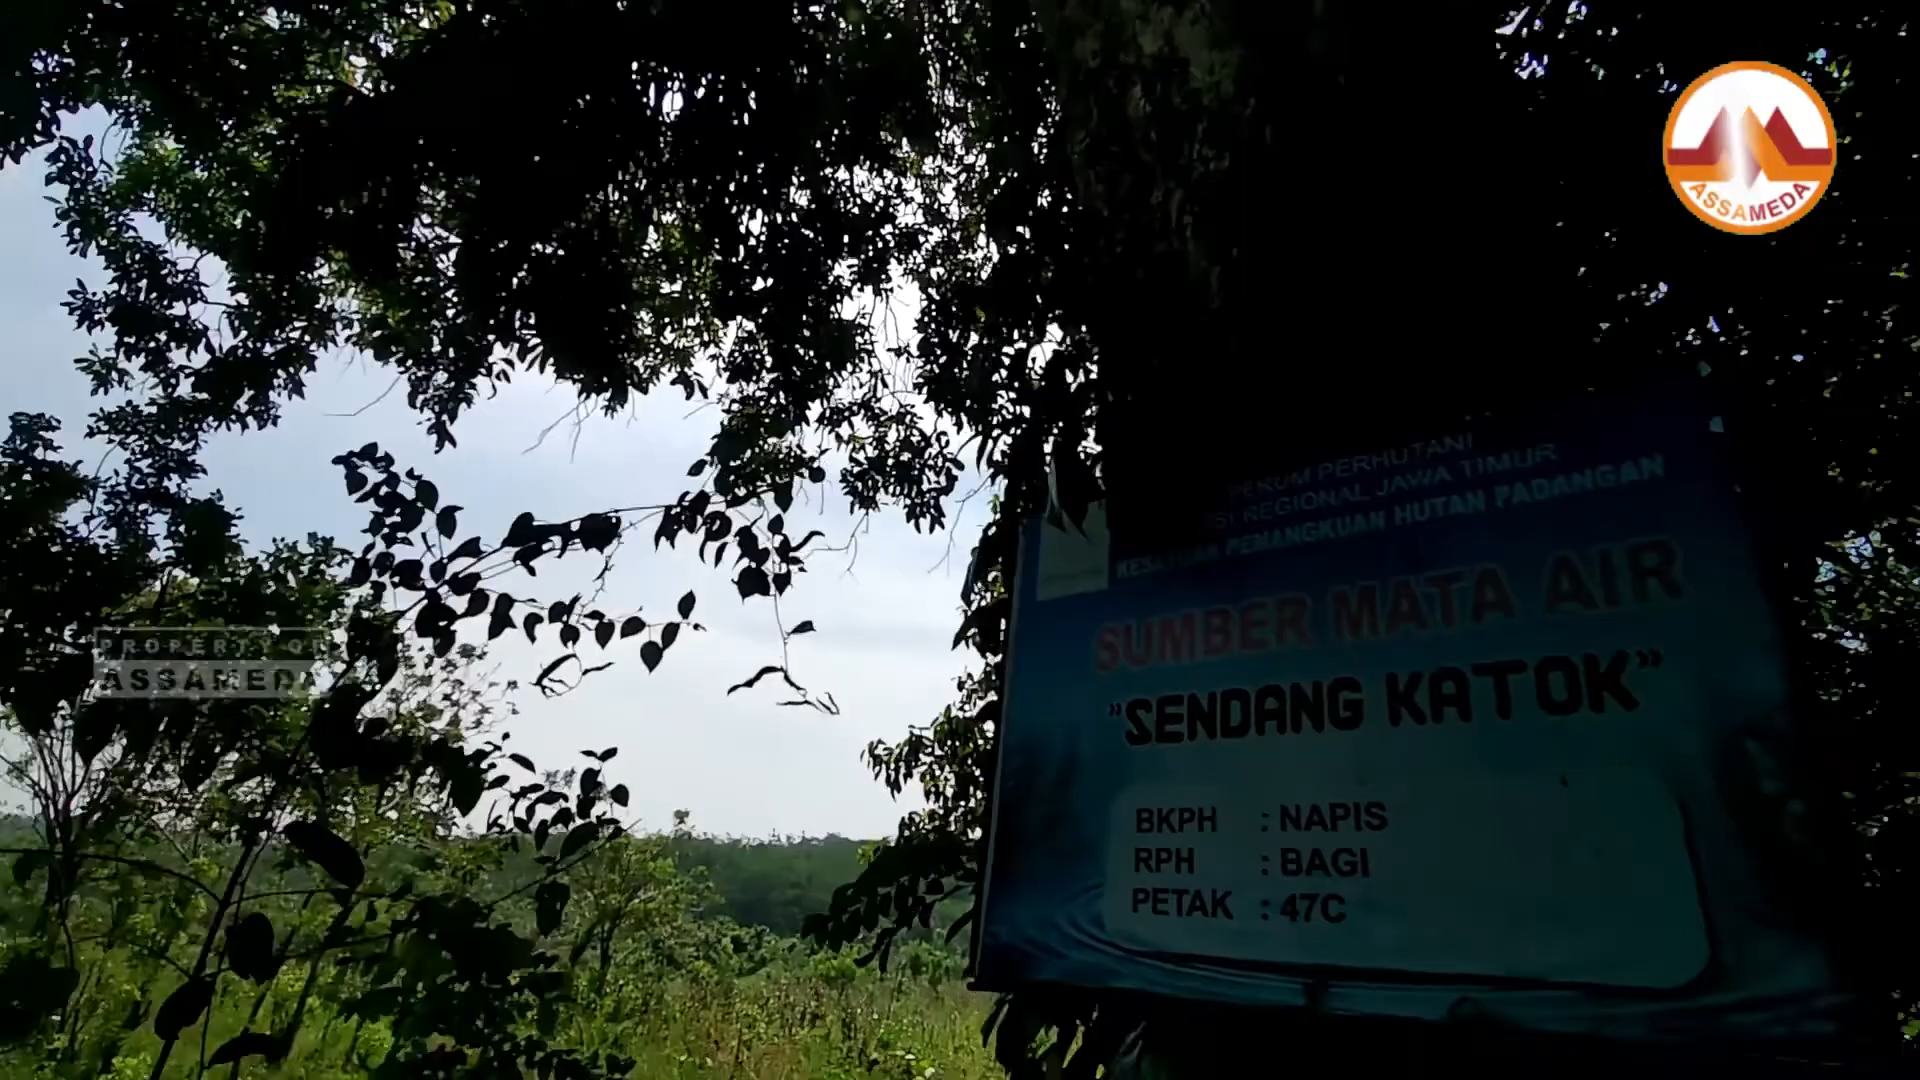 ASSAMEDA
PERUM PERHUTANI
REGIONAL JAWA TIMUR
KESATUAN PEMANGKUAN HUTAN PADANGAN
SUMBER MATA AIR
"SENDANG KATOK"
BKPH : NAPIS
RPH : BAGI
PETAK : 47C
PROPERTY OF
ASSAMEDA